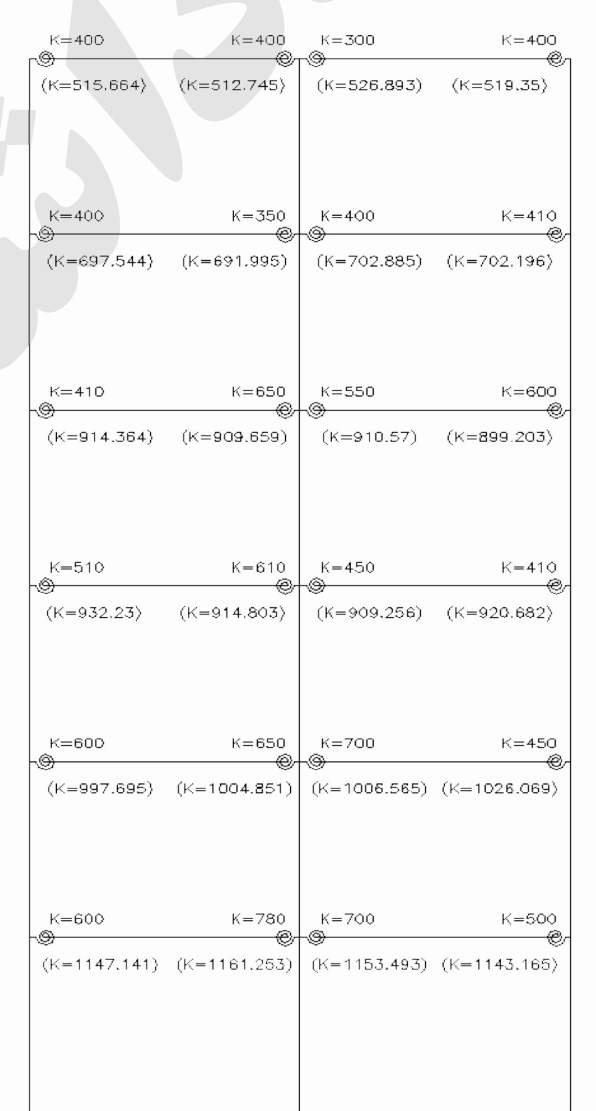 K=400 K=400 K=300 K=400
(K=515.664) (K=512.745) (K=526.893) (K=519.35)
K=400 K=350 K=400 K=410
(K=697.544) (K=691.995) (K=702.885) (K=702.196)
K=410 K=650 K=550 K=600
(K=914.364) (K=909.659) (K=910.57) (K=899.203)
K=510 K=610 K=450 K=410
(K=932.23) (K=914.803) (K=909.256) (K=920.682)
K=600 K=650 K=700 K=450
(K=997.695) (K=1004.851) (K=1006.565) (K=1026.069)
K=600 K=780 K=700 K=500
(K=1147.141) (K=1161.253) (K=1153.493) (K=1143.165)